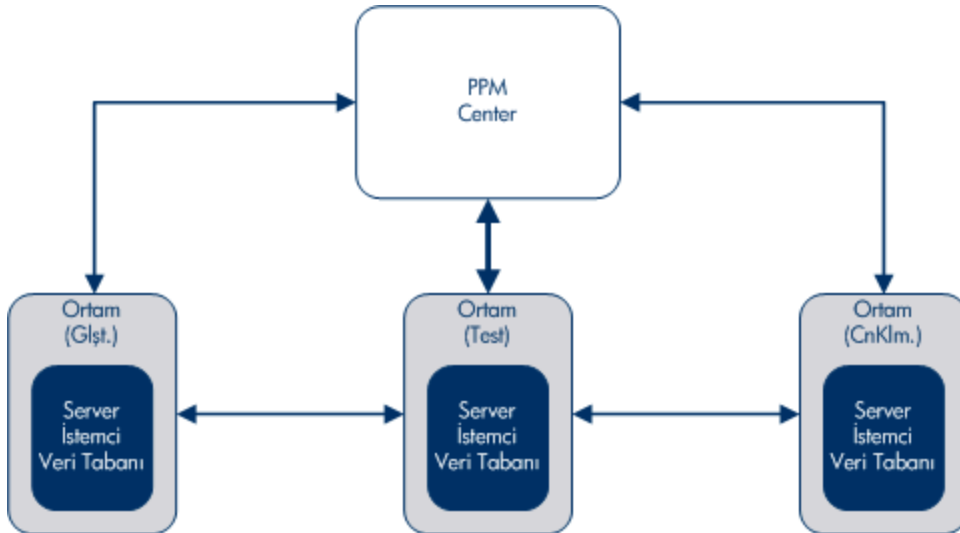 PPM
Center
Ortam
(Glşt.)
Server
İstemci
Veri Tabanı
Ortam
(Test)
Server
İstemci
Veri Tabanı
Ortam
(CnKlm.)
Server
İstemci
Veri Tabanı